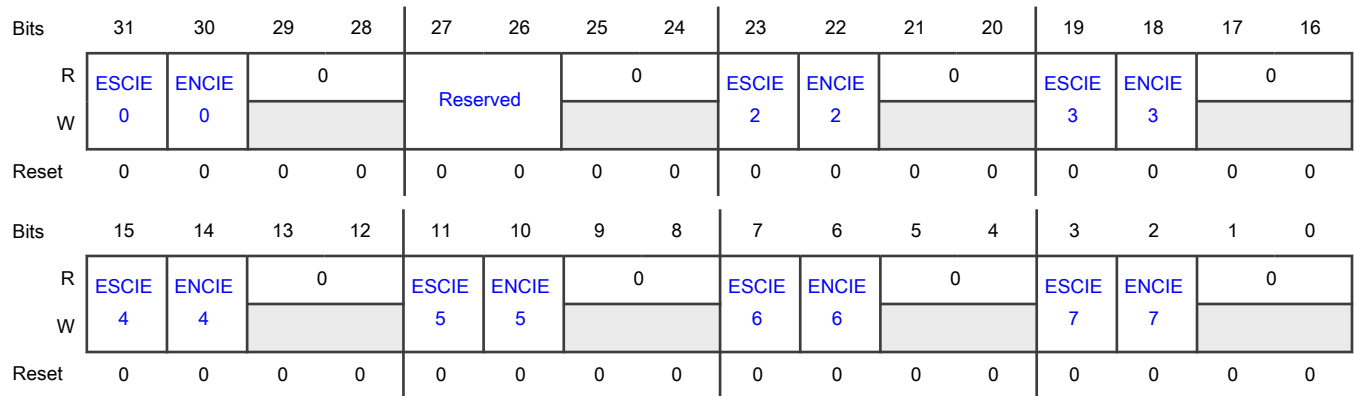 Bits 31 30 29 28 27 26 25 24 23 22 21 20 19 18 17 16
R ESCIE ENCIE 0 Reserved 0 ESCIE ENCIE 0 ESCIE ENCIE 0
W 0 0 2 2 3 3
Reset 0 0 0 0 0 0 0 0 0 0 0 0 0 0 0 0
Bits 15 14 13 12 11 10 9 8 7 6 5 4 3 2 1 0
R ESCIE ENCIE 0 ESCIE ENCIE 0 ESCIE ENCIE 0 ESCIE ENCIE 0
W 4 4 5 5 6 6 7 7
Reset 0 0 0 0 0 0 0 0 0 0 0 0 0 0 0 0